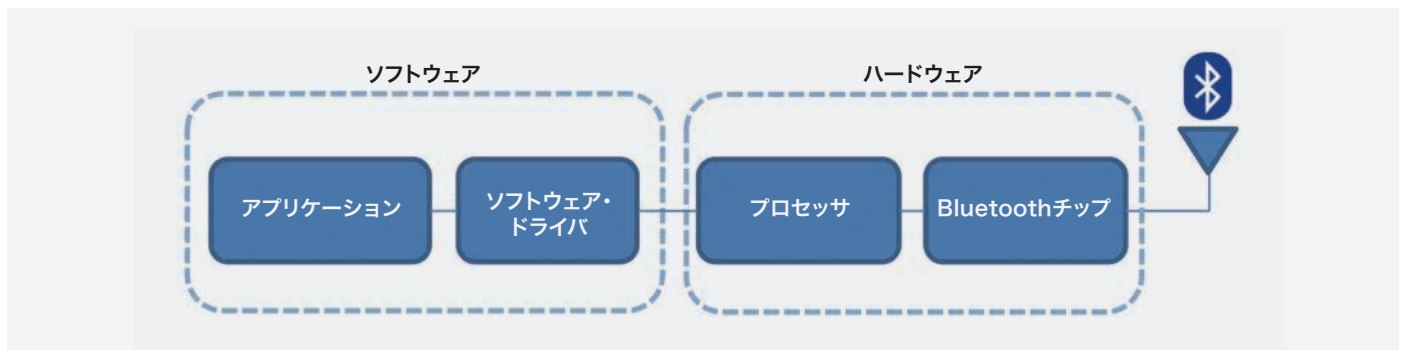 ソフトウェア
ハードウェア
アプリケーション
ソフトウェア・
ドライバ
プロセッサ
Bluetoothチップ